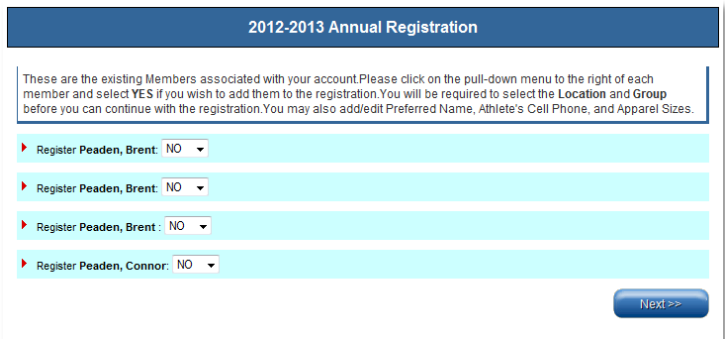 2012-2013 Annual Registration
These are the existing Members associated with your account.Please click on the pull-down menu to the right of each
member and select YES if you wish to add them to the registration.You will be required to select the Location and Group
before you can continue with the registration.You may also add/edit Preferred Name, Athlete's Cell Phone, and Apparel Sizes.
Register Peaden, Brent: NO
Register Peaden, Brent: NO
Register Peaden, Brent : NO
Register Peaden, Connor: NO
Next>>